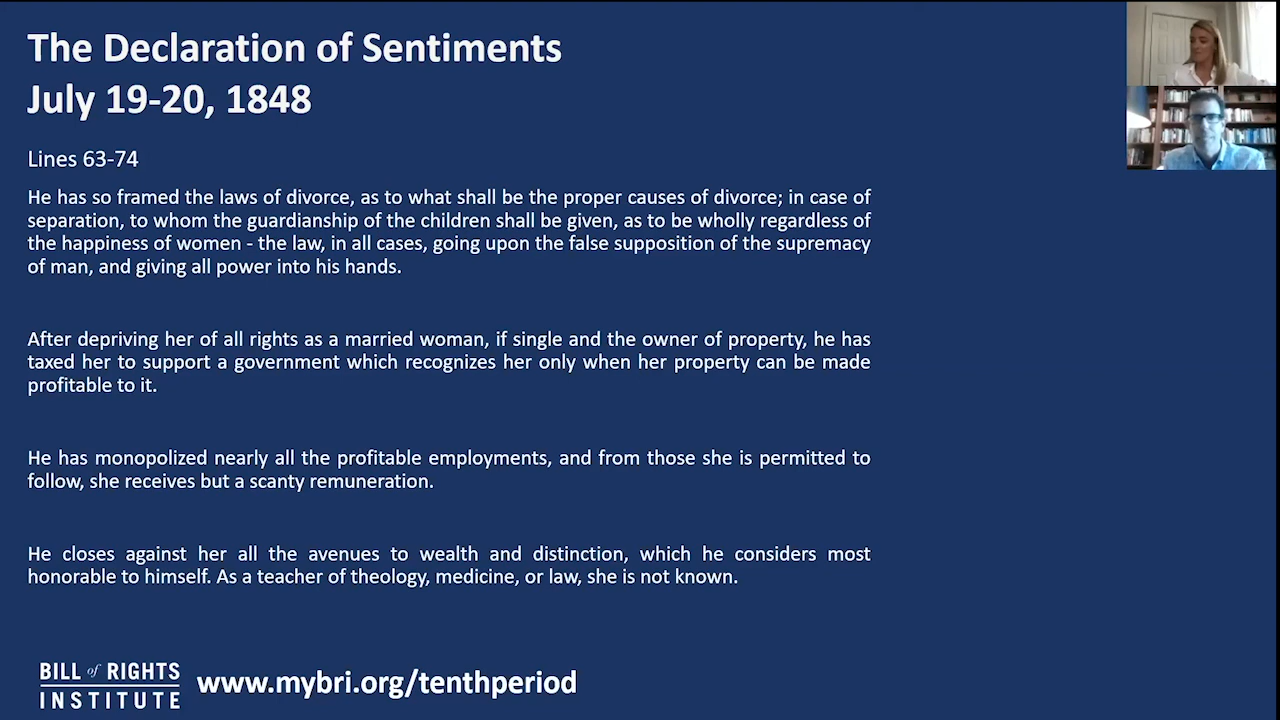 The Declaration of Sentiments
July 19-20, 1848
Lines 63-74
He has so framed the laws of divorce, as to what shall be the proper causes of divorce; in case of
separation, to whom the guardianship of the children shall be given, as to be wholly regardless of
the happiness of women - the law, in all cases, going upon the false supposition of the supremacy
of man, and giving all power into his hands.
After depriving her of all rights as a married woman, if single and the owner of property, he has
taxed her to support a government which recognizes her only when her property can be made
profitable to it.
He has monopolized nearly all the profitable employments, and from those she is permitted to
follow, she receives but a scanty remuneration.
He closes against her all the avenues to wealth and distinction, which he considers most
honorable to himself. As a teacher of theology, medicine, or law, she is not known.
BILL of RIGHTS
INSTITUTE
www.mybri.org/tenthperiod